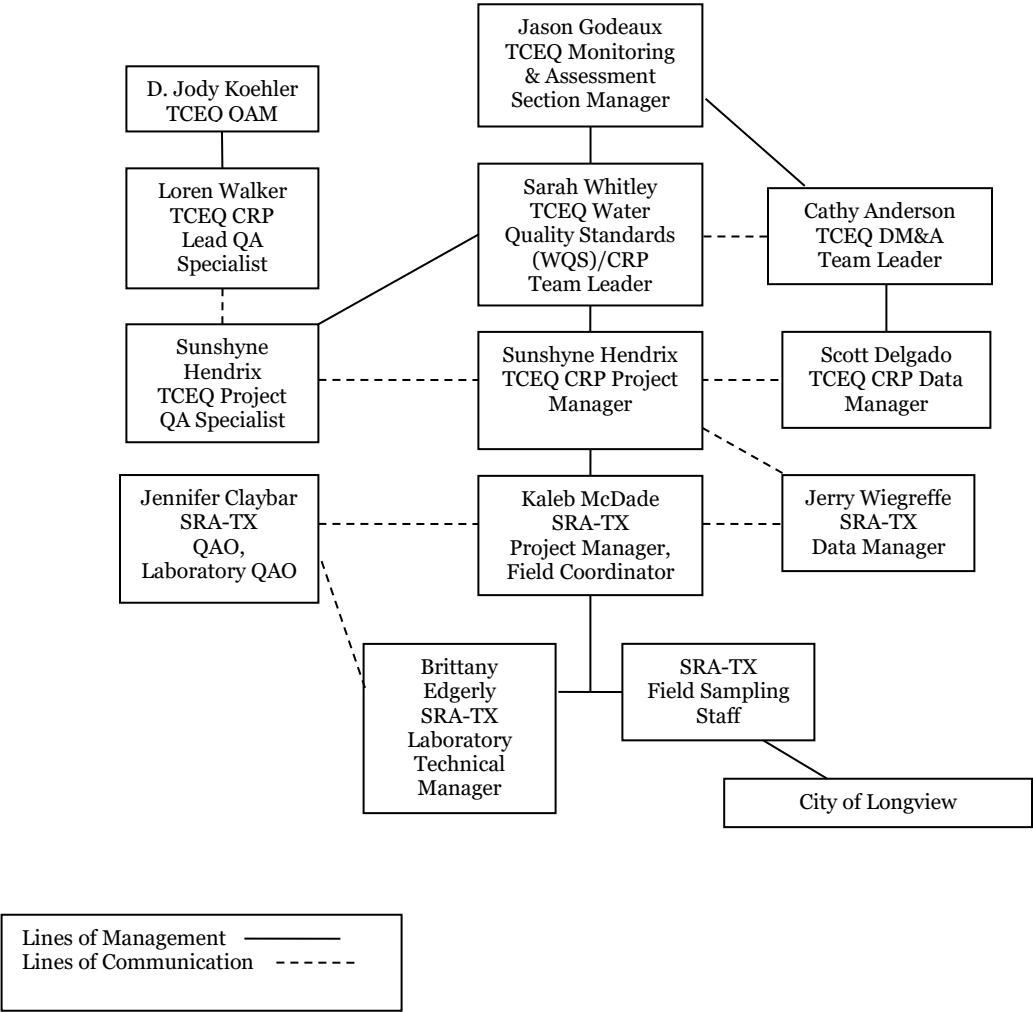 Jason Godeaux
TCEQ Monitoring
& Assessment
Section Manager
D. Jody Koehler
TCEO OAM
Loren Walker
TCEQ CRP
Lead QA
Specialist
Sarah Whitley
TCEQ Water
Quality Standards
(WQS)/CRP
Team Leader
Cathy Anderson
TCEQ DM&A
Team Leader
Sunshyne
Hendrix
TCEQ Project
QA Specialist
Sunshyne Hendrix
TCEQ CRP Project
Manager
Scott Delgado
TCEQ CRP Data
Manager
Jennifer Claybar
SRA-TX
QAO,
Laboratory QAO
Kaleb McDade
SRA-TX
Project Manager,
Field Coordinator
Jerry Wiegreffe
SRA-TX
Data Manager
Brittany
Edgerly
SRA-TX
Laboratory
Technical
Manager
SRA-TX
Field Sampling
Staff
City of Longview
Lines of Management
Lines of Communication